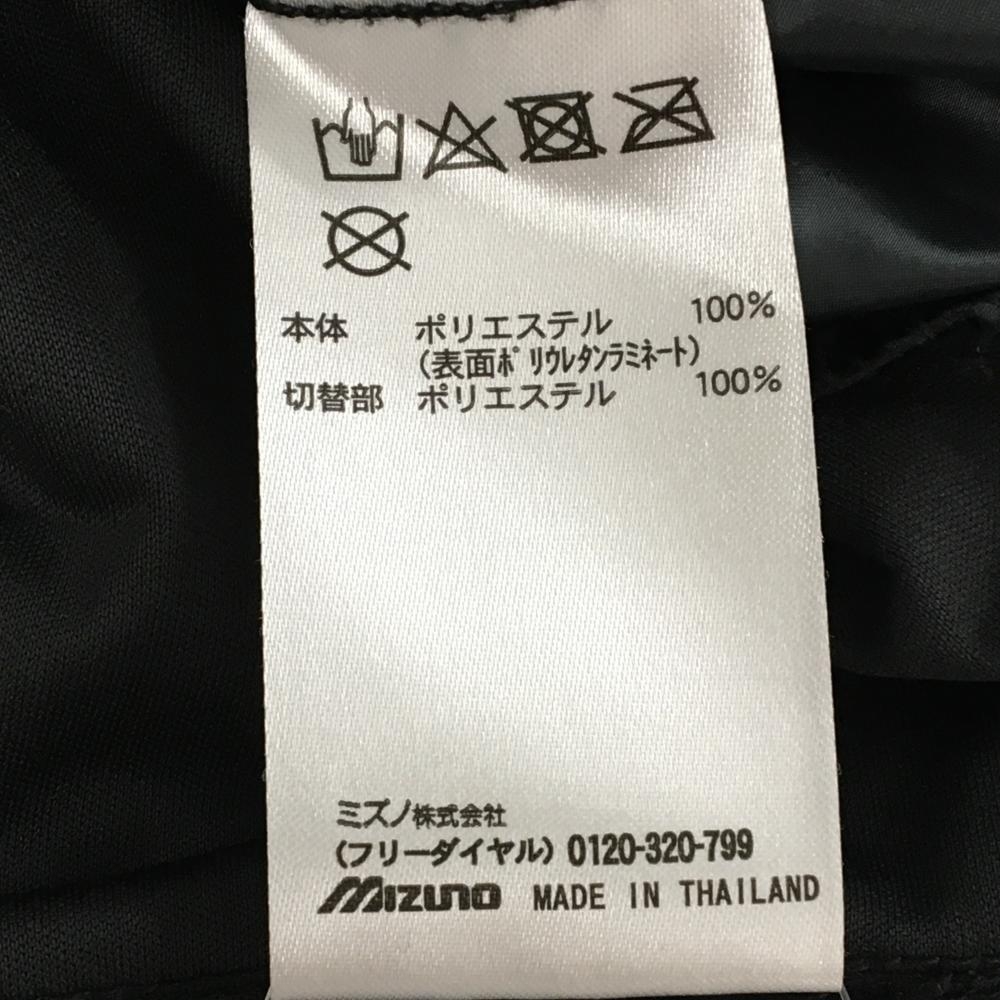 本体 ポリエステル 100%
(表面ﾎﾟﾘｳﾚﾀﾝﾗﾐﾈｰﾄ)
切替部 ポリエステル 100%
ミズノ株式会社
(フリーダイヤル) 0120-320-799
MIZUNO MADE IN THAILAND